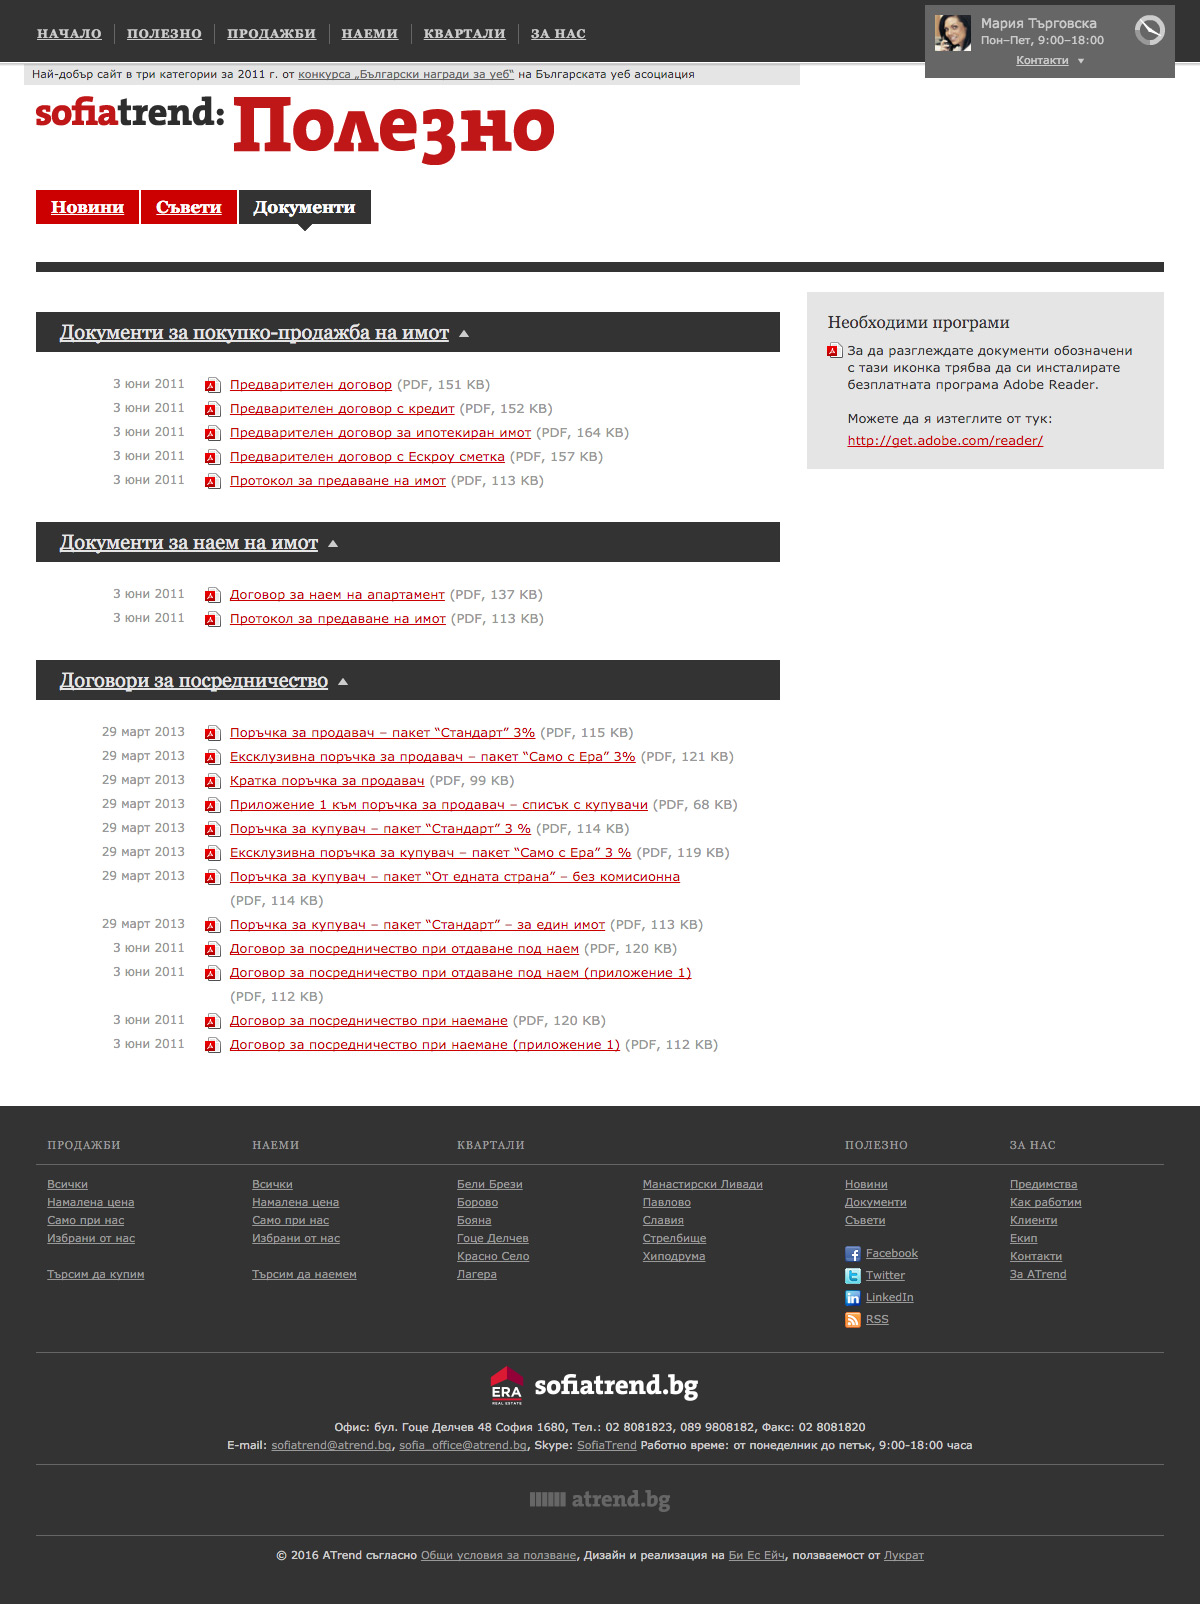 НАЧАЛО ПОЛЕЗНО ПРОДАЖБИ НАЕМИ КВАРТАЛИ ЗА НАС
Мария Търговска
Пон–Пет, 9:00–18:00
Контакти
Най-добър сайт в три категории за 2011 г. от конкурса „Български награди за уеб“ на Българската уеб асоциация
sofiatrend: Полезно
Новини Съвети Документи
Документи за покупко-продажба на имот
3 юни 2011 Предварителен договор (PDF, 151 KB)
3 юни 2011 Предварителен договор с кредит (PDF, 152 KB)
3 юни 2011 Предварителен договор за ипотекиран имот (PDF, 164 KB)
3 юни 2011 Предварителен договор с Ескроу сметка (PDF, 157 KB)
3 юни 2011 Протокол за предаване на имот (PDF, 113 KB)
Необходими програми
За да разглеждате документи обозначени
с тази иконка трябва да си инсталирате
безплатната програма Adobe Reader.
Можете да я изтеглите от тук:
http://get.adobe.com/reader/
Документи за наем на имот
3 юни 2011 Договор за наем на апартамент (PDF, 137 KB)
3 юни 2011 Протокол за предаване на имот (PDF, 113 KB)
Договори за посредничество
29 март 2013 Поръчка за продавач – пакет “Стандарт” 3% (PDF, 115 KB)
29 март 2013 Ексклузивна поръчка за продавач – пакет “Само с Ера” 3% (PDF, 121 KB)
29 март 2013 Кратка поръчка за продавач (PDF, 99 KB)
29 март 2013 Приложение 1 към поръчка за продавач – списък с купувачи (PDF, 68 KB)
29 март 2013 Поръчка за купувач – пакет “Стандарт” 3 % (PDF, 114 KB)
29 март 2013 Ексклузивна поръчка за купувач – пакет “Само с Ера” 3 % (PDF, 119 KB)
29 март 2013 Поръчка за купувач – пакет “От едната страна” – без комисионна
(PDF, 114 KB)
29 март 2013 Поръчка за купувач – пакет “Стандарт” – за един имот (PDF, 113 KB)
3 юни 2011 Договор за посредничество при отдаване под наем (PDF, 120 KB)
3 юни 2011 Договор за посредничество при отдаване под наем (приложение 1)
(PDF, 112 KB)
3 юни 2011 Договор за посредничество при наемане (PDF, 120 KB)
3 юни 2011 Договор за посредничество при наемане (приложение 1) (PDF, 112 KB)
ПРОДАЖБИ НАЕМИ КВАРТАЛИ ПОЛЕЗНО ЗА НАС
Всички Всички Бели Брези Манастирски Ливади Новини Предимства
Намалена цена Намалена цена Борово Павлово Документи Как работим
Само при нас Само при нас Бояна Славия Съвети Клиенти
Избрани от нас Избрани от нас Гоце Делчев Стрелбище Екип
Красно Село Хиподрума Facebook Контакти
Търсим да купим Търсим да наемем Лагера Twitter За ATrend
LinkedIn
RSS
ERA
REAL ESTATE
sofiatrend.bg
Офис: бул. Гоце Делчев 48 София 1680, Тел.: 02 8081823, 089 9808182, Факс: 02 8081820
E-mail: sofiatrend@atrend.bg, sofia_office@atrend.bg, Skype: SofiaTrend Работно време: от понеделник до петък, 9:00-18:00 часа
atrend.bg
© 2016 ATrend съгласно Общи условия за ползване, Дизайн и реализация на Би Ес Ейч, ползваемост от Лукрат